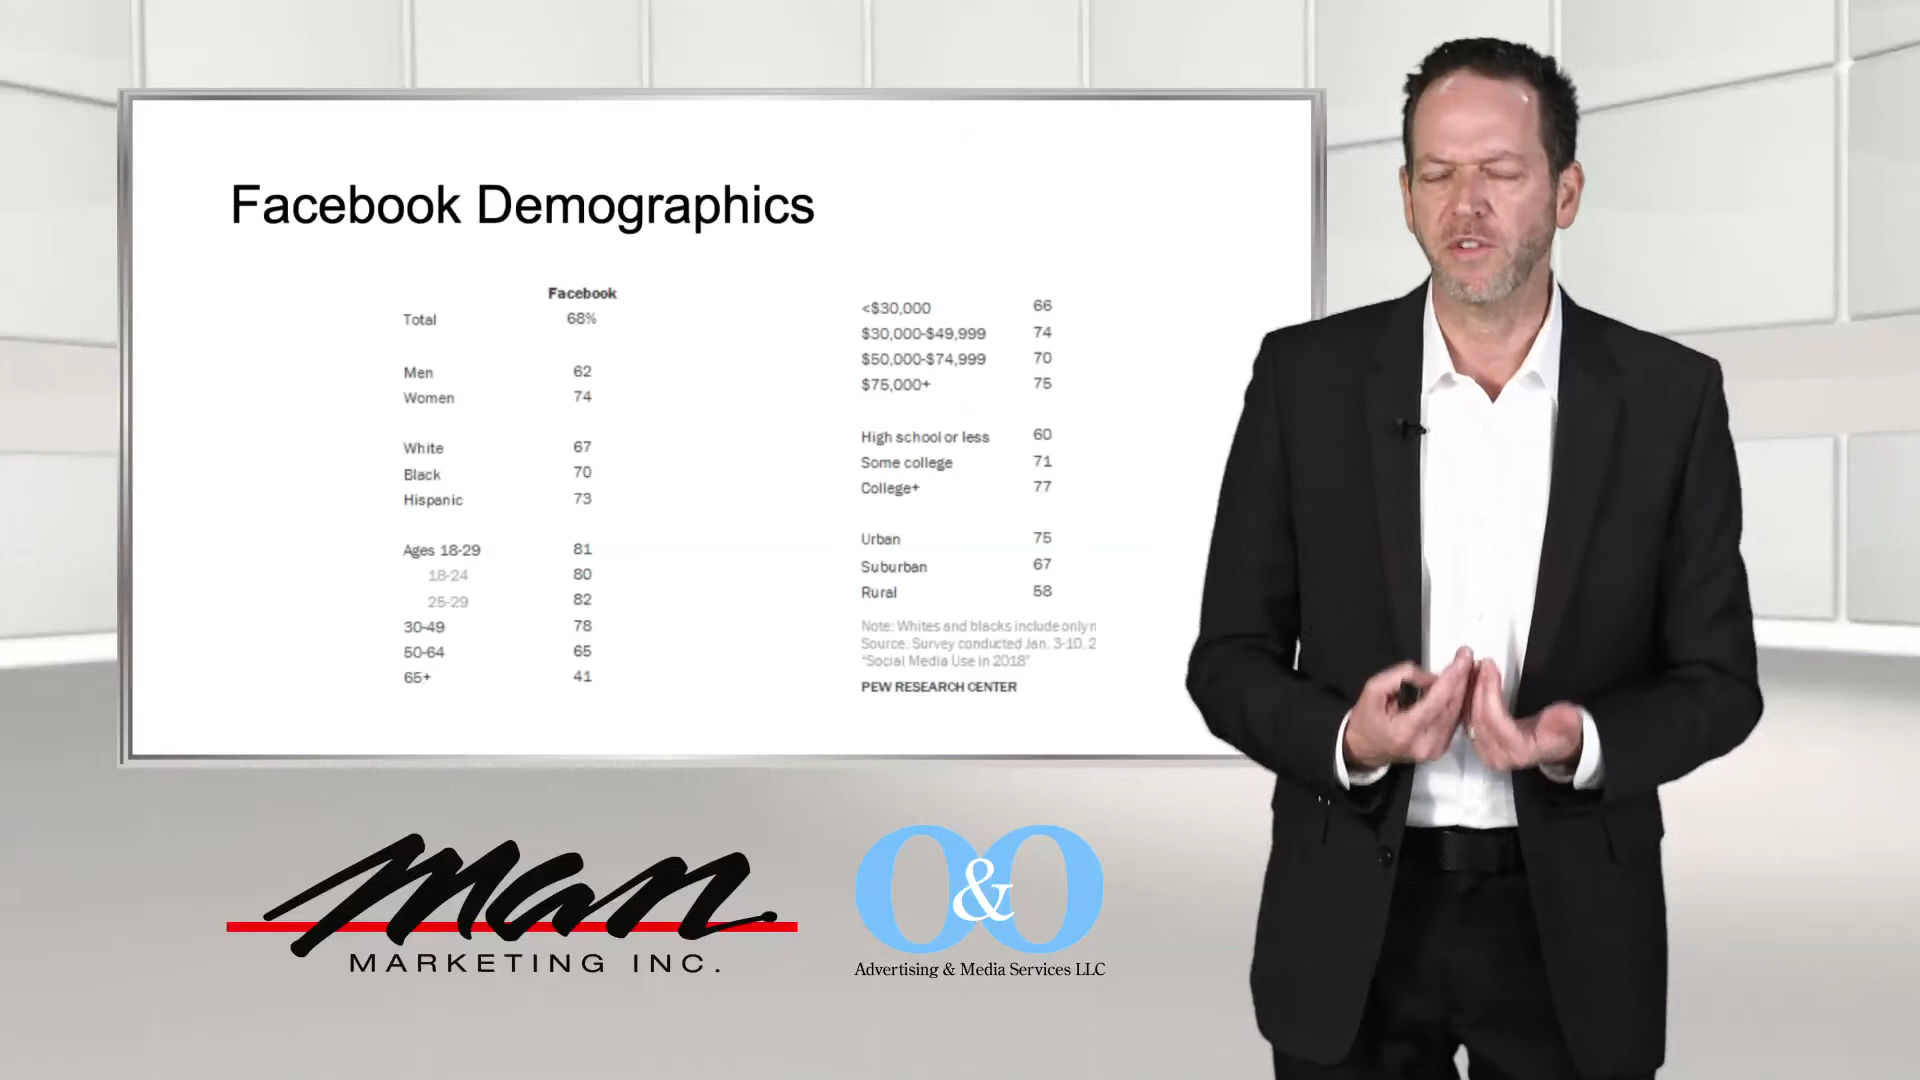 Facebook Demographics
Facebook
Total 68%
Men 62
Women 74
White 67
Black 70
Hispanic 73
Ages 18-29 81
18-24 80
25-29 82
30-49 78
50-64 65
65+ 41
<$30,000 66
$30,000-$49,999 74
$50,000-$74,999 70
$75,000+ 75
High school or less 60
Some college 71
College+ 77
Urban 75
Suburban 67
Rural 58
Note: Whites and blacks include only n
Source: Survey conducted Jan. 3-10, 2
"Social Media Use in 2018"
PEW RESEARCH CENTER
man
MARKETING INC.
O&O
Advertising & Media Services LLC